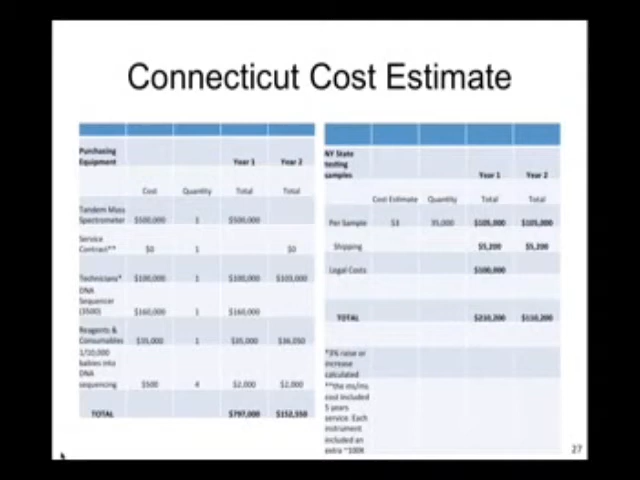 Connecticut Cost Estimate
Purchasing
Equipment Year 1 Year 2
Cost Quantity Total Total
Tandem Mass
Spectrometer $500,000 1 $500,000
Service
Contract** $0 1 $0
Technicians* $100,000 1 $100,000 $103,000
DNA
Sequencer
(3500) $160,000 1 $160,000
Reagents &
Consumables $35,000 1 $35,000 $36,050
1/10,000
babies into
DNA
sequencing $500 4 $2,000 $2,000
TOTAL $797,000
NY State
testing
samples Year 1 Year 2
Cost Estimate Quantity Total Total
Per Sample $3 35,000 $105,000 $105,000
Shipping $5,200 $5,200
Legal Costs $100,000
TOTAL $210,200 $110,200
*3% raise or
increase
calculated
**the ms/ms
cost included
5 years
service. Each
instrument
included an
extra ~100k
27